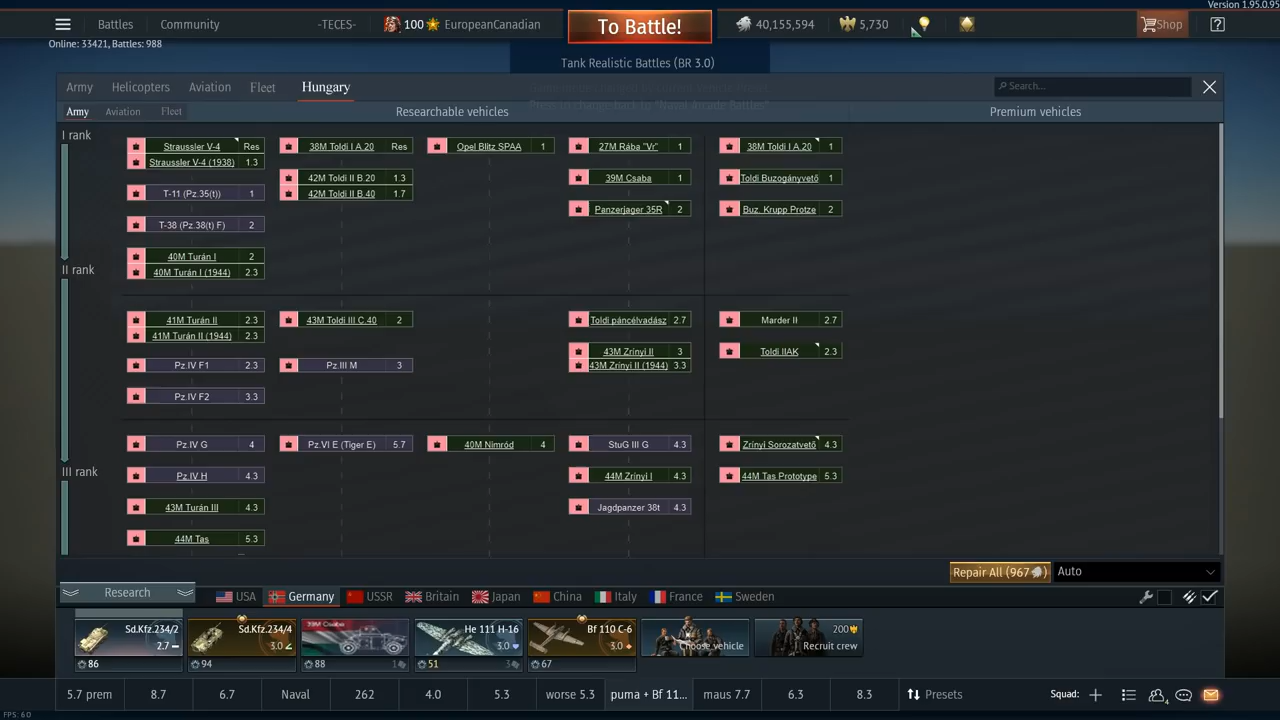 Version 1.95.0.95
Battles Community -TECES- 100 EuropeanCanadian To Battle! 40,155,594 5,730 Shop
Online: 33421, Battles: 988
Tank Realistic Battles (BR 3.0)
Army Helicopters Aviation Fleet Hungary Search...
Army Aviation Fleet Researchable vehicles Premium vehicles
I rank
Straussler V-4 Res 38M Toldi I A.20 Res Opel Blitz SPAA 1 27M Rába "Vr" 1 38M Toldi I A.20 1
Straussler V-4 (1938) 1.3
42M Toldi II B.20 1.3 39M Csaba 1 Toldi Buzogányvető 1
T-11 (Pz.35(t)) 1 42M Toldi II B.40 1.7
Panzerjager 35R 2 Buz. Krupp Protze 2
T-38 (Pz.38(t) F) 2
40M Turán I 2
II rank 40M Turán I (1944) 2.3
41M Turán II 2.3 43M Toldi III C.40 2 Toldi páncélvadász 2.7 Marder II 2.7
41M Turán II (1944) 2.3
43M Zrínyi II 3 Toldi IIAK 2.3
Pz.IV F1 2.3 Pz.III M 3 43M Zrínyi II (1944) 3.3
Pz.IV F2 3.3
Pz.IV G 4 Pz.VI E (Tiger E) 5.7 40M Nimród 4 StuG III G 4.3 Zrínyi Sorozatvető 4.3
III rank
Pz.IV H 4.3 44M Zrínyi I 4.3 44M Tas Prototype 5.3
43M Turán III 4.3 Jagdpanzer 38t 4.3
44M Tas 5.3
Repair All (967) Auto
Research USA Germany USSR Britain Japan China Italy France Sweden
Sd.Kfz.234/2 Sd.Kfz.234/4 39M Csaba He 111 H-16 Bf 110 C-6 200
2.7 3.0 3.0 3.0 Choose vehicle Recruit crew
86 94 88 1 51 3 67
5.7 prem 8.7 6.7 Naval 262 4.0 5.3 worse 5.3 puma + Bf 11... maus 7.7 6.3 8.3 Presets Squad: 4
FPS: 60